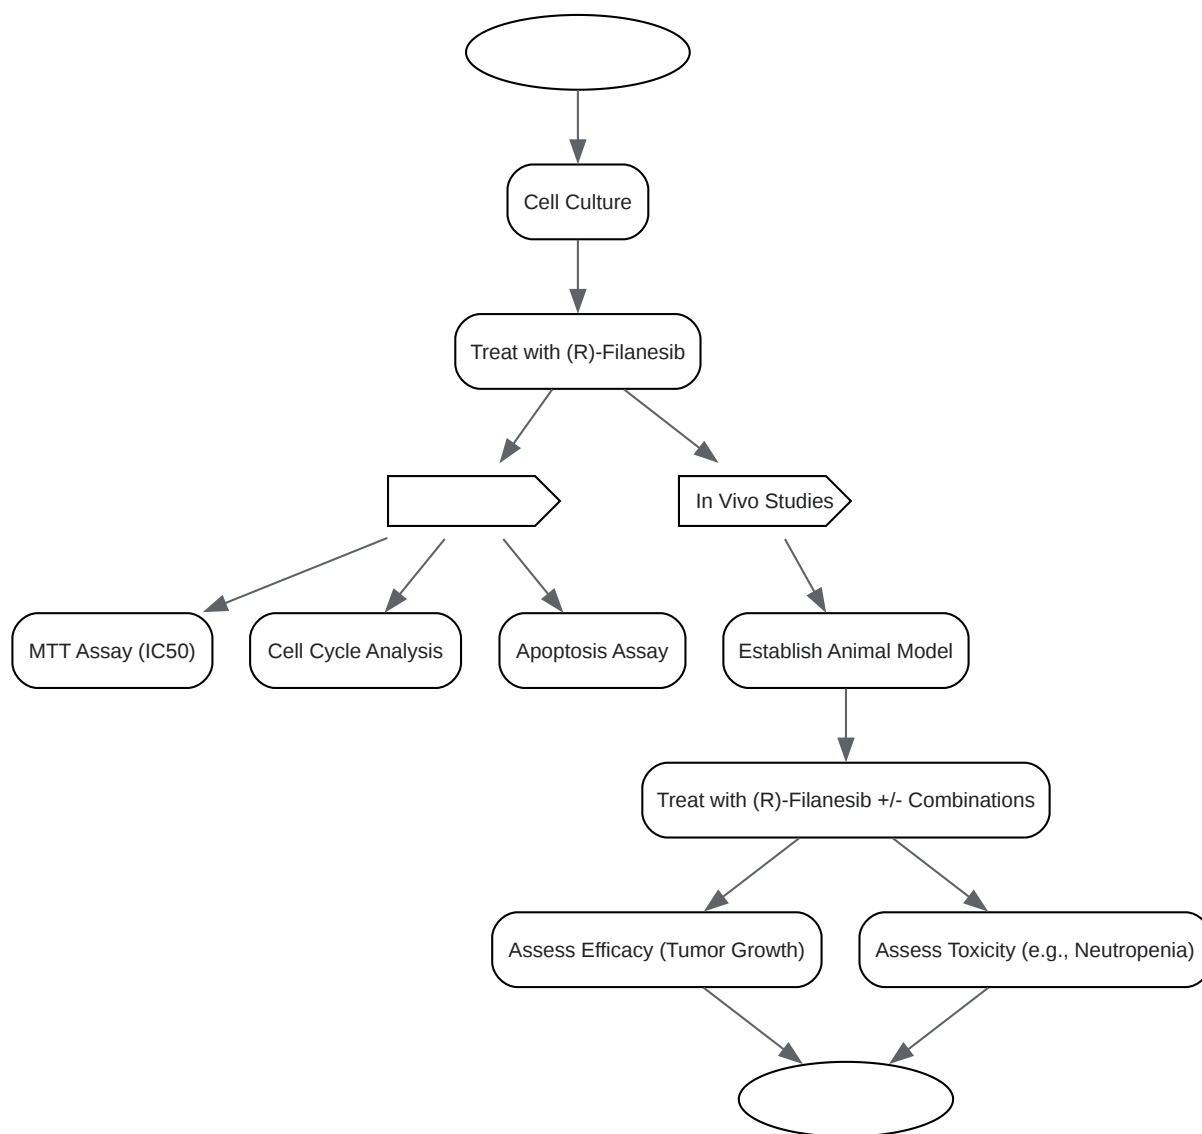 Cell Culture
Treat with (R)-Filanesib
In Vivo Studies
MTT Assay (IC50)
Cell Cycle Analysis
Apoptosis Assay
Establish Animal Model
Treat with (R)-Filanesib +/- Combinations
Assess Efficacy (Tumor Growth)
Assess Toxicity (e.g., Neutropenia)